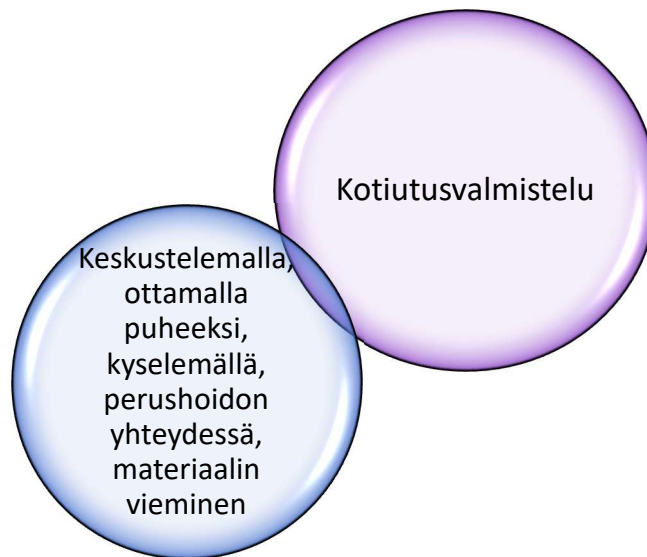 Kotiutusvalmistelu
Keskustelemalla,
ottamalla
puheeksi,
kyselemällä,
perushoidon
yhteydessä,
materiaalin
vieminen